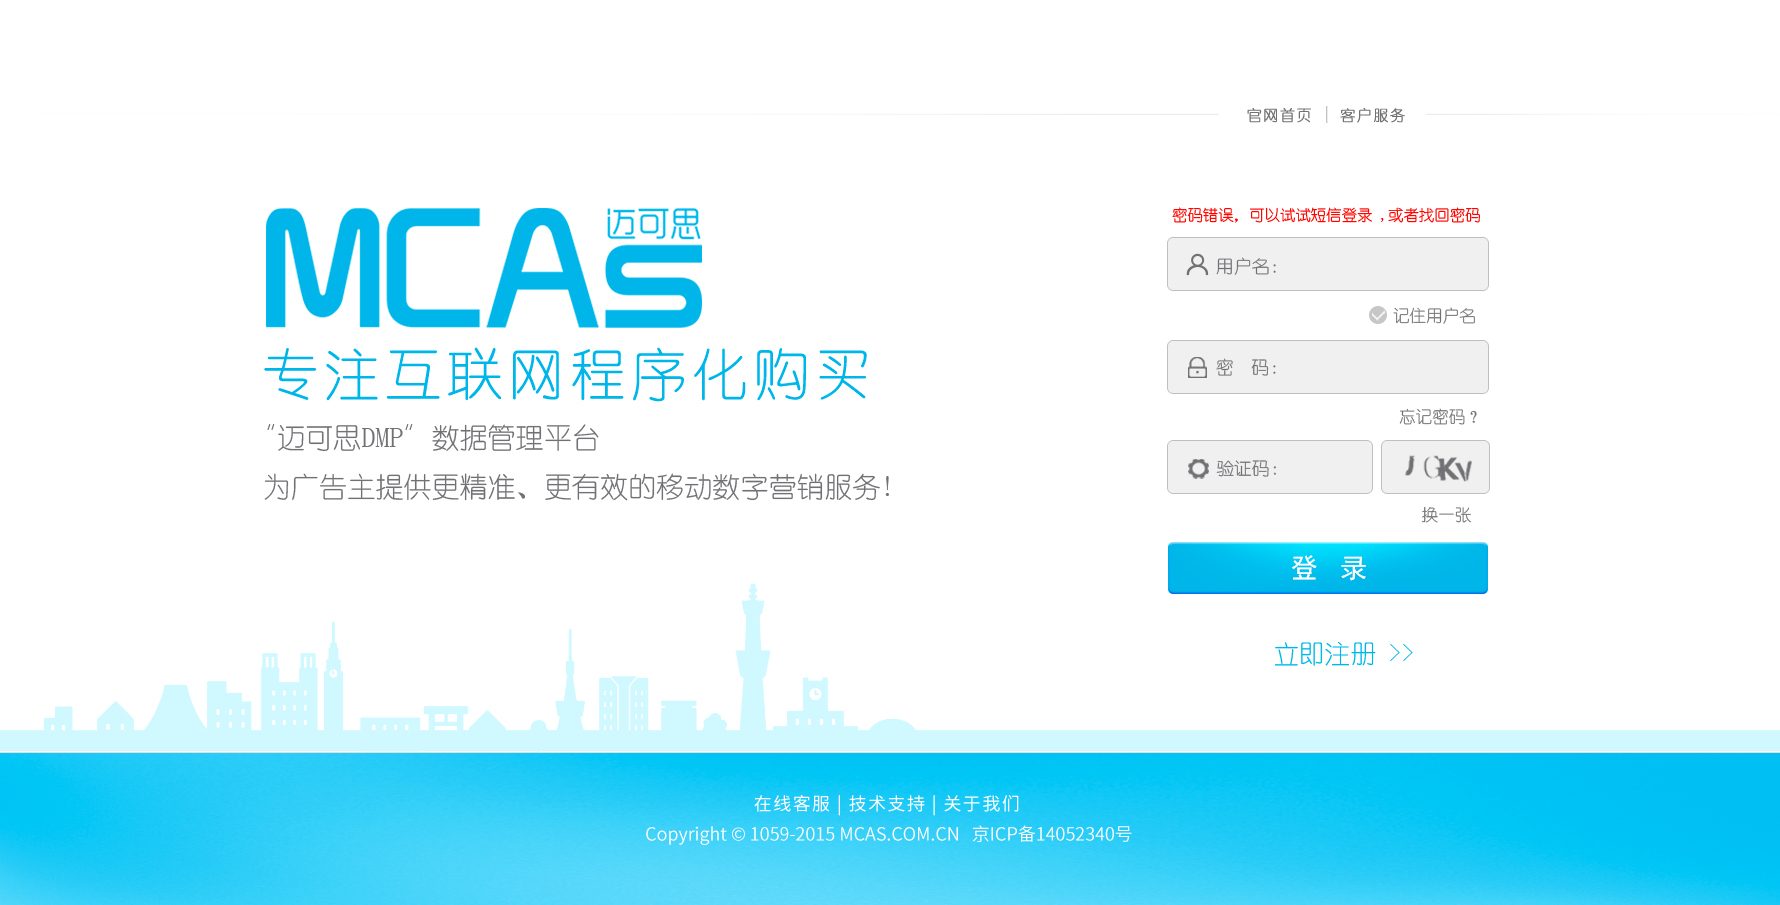 官网首页 | 客户服务
MCAs 迈可思
专注互联网程序化购买
"迈可思DMP" 数据管理平台
为广告主提供更精准、更有效的移动数字营销服务!
密码错误，可以试试短信登录 ,或者找回密码
用户名:
记住用户名
密 码:
忘记密码?
验证码:
换一张
登 录
立即注册 >>
在线客服 | 技术支持 | 关于我们
Copyright © 1059-2015 MCAS.COM.CN 京ICP备14052340号